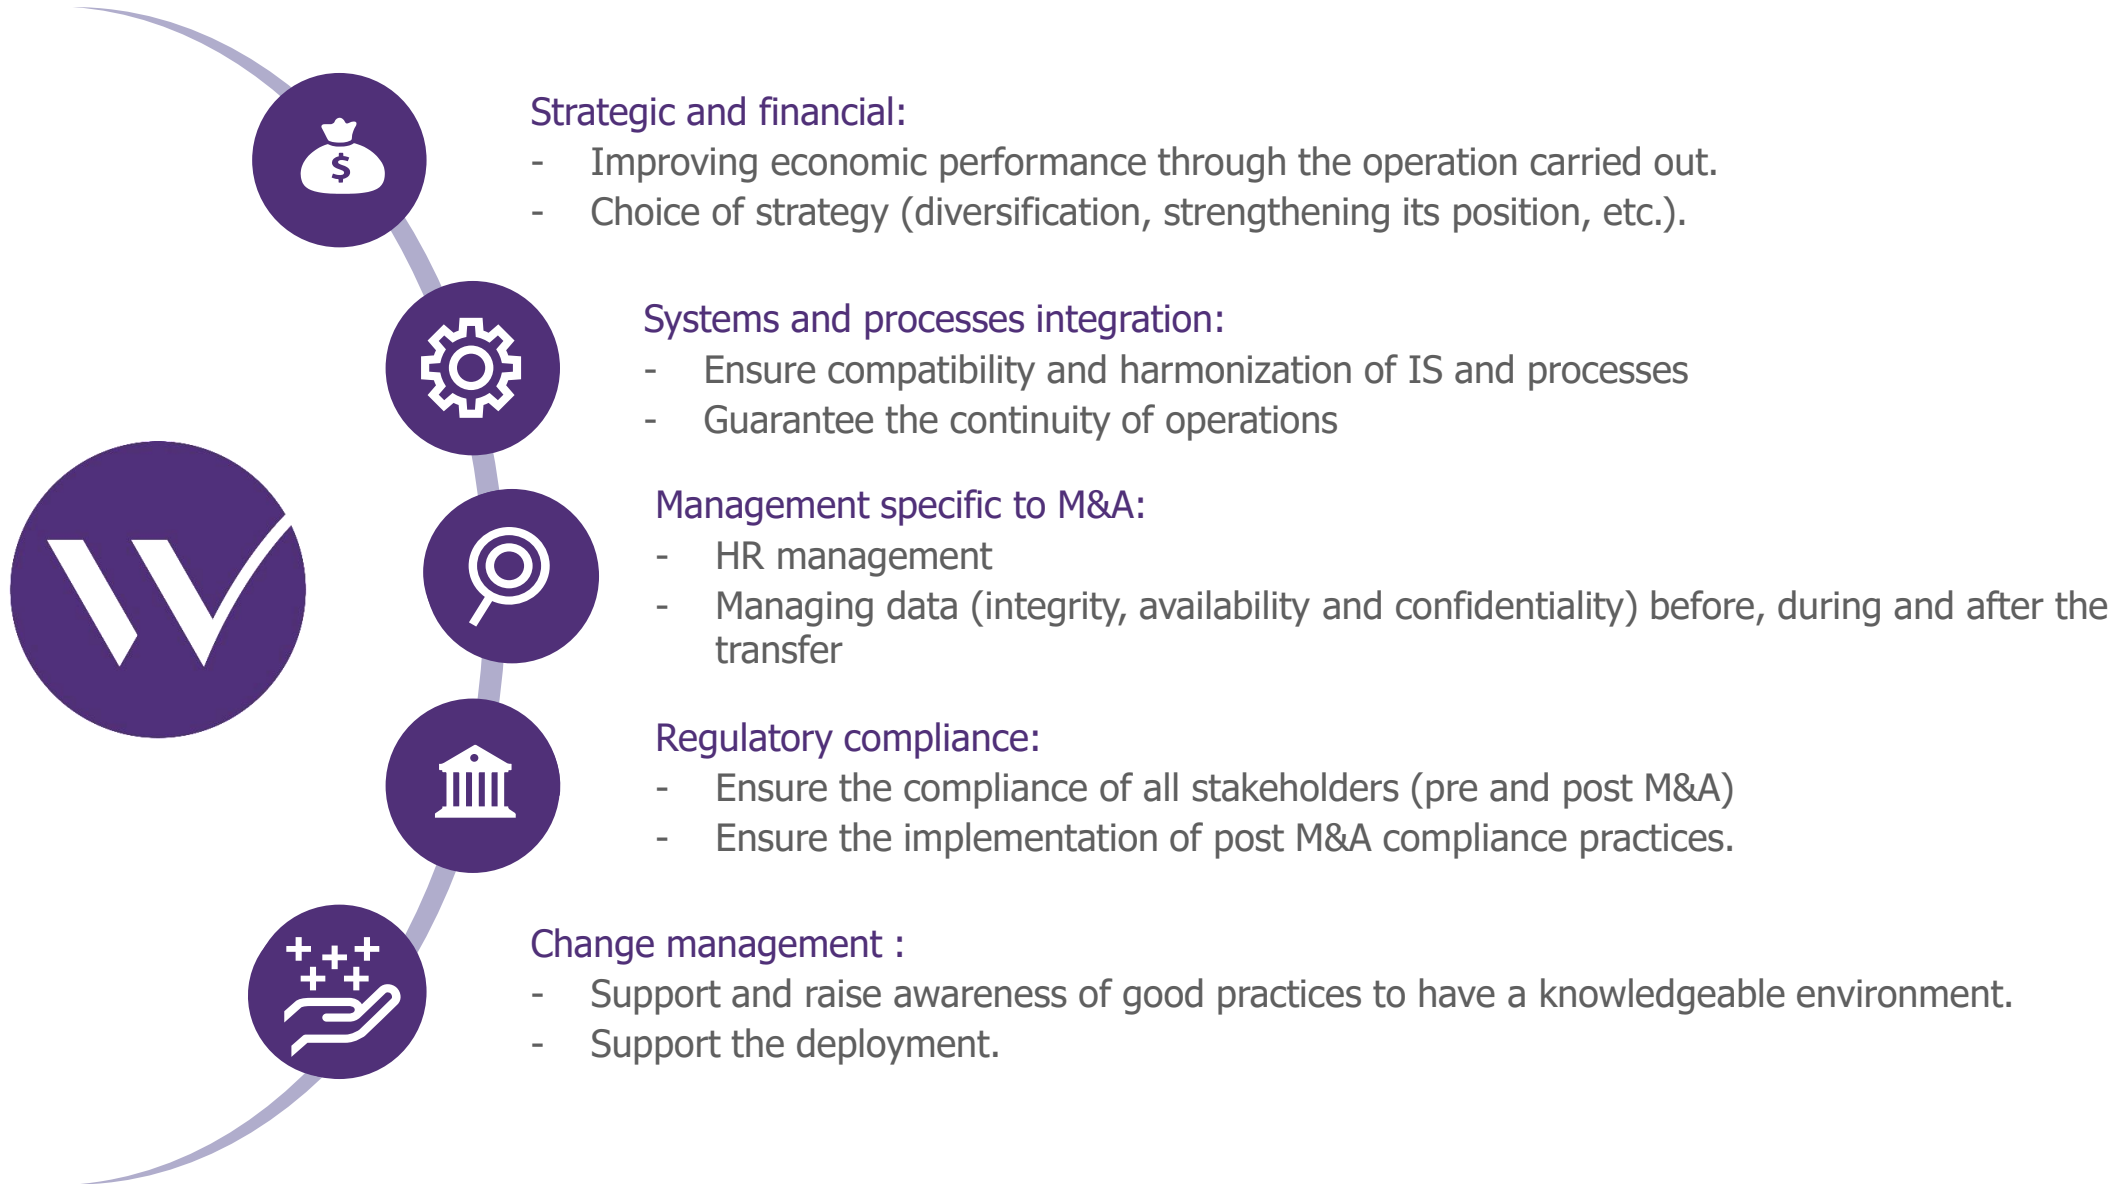 Strategic and financial:
- Improving economic performance through the operation carried out.
- Choice of strategy (diversification, strengthening its position, etc.).
Systems and processes integration:
- Ensure compatibility and harmonization of IS and processes
- Guarantee the continuity of operations
Management specific to M&A:
- HR management
- Managing data (integrity, availability and confidentiality) before, during and after the
transfer
Regulatory compliance:
- Ensure the compliance of all stakeholders (pre and post M&A)
- Ensure the implementation of post M&A compliance practices.
Change management :
- Support and raise awareness of good practices to have a knowledgeable environment.
- Support the deployment.
W
$